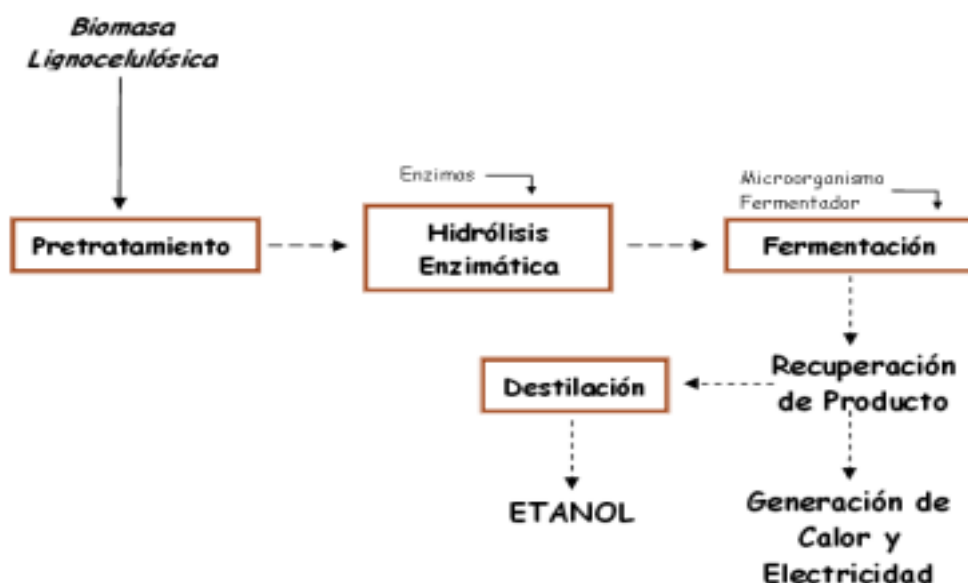 Biomasa
Lignocelulósica
Enzimas
Microorganismo
Fermentador
Pretratamiento
Hidrólisis
Enzimática
Fermentación
Recuperación
de Producto
Destilación
ETANOL
Generación de
Calor y
Electricidad